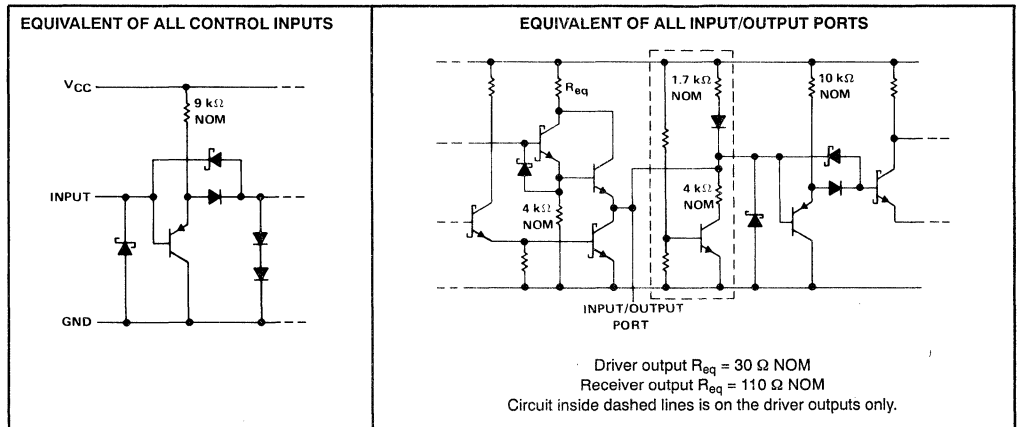 EQUIVALENT OF ALL CONTROL INPUTS
VCC
9 kΩ
NOM
INPUT
GND
EQUIVALENT OF ALL INPUT/OUTPUT PORTS
Req
4 kΩ
NOM
1.7 kΩ
NOM
4 kΩ
NOM
10 kΩ
NOM
INPUT/OUTPUT
PORT
Driver output Req = 30 Ω NOM
Receiver output Req = 110 Ω NOM
Circuit inside dashed lines is on the driver outputs only.